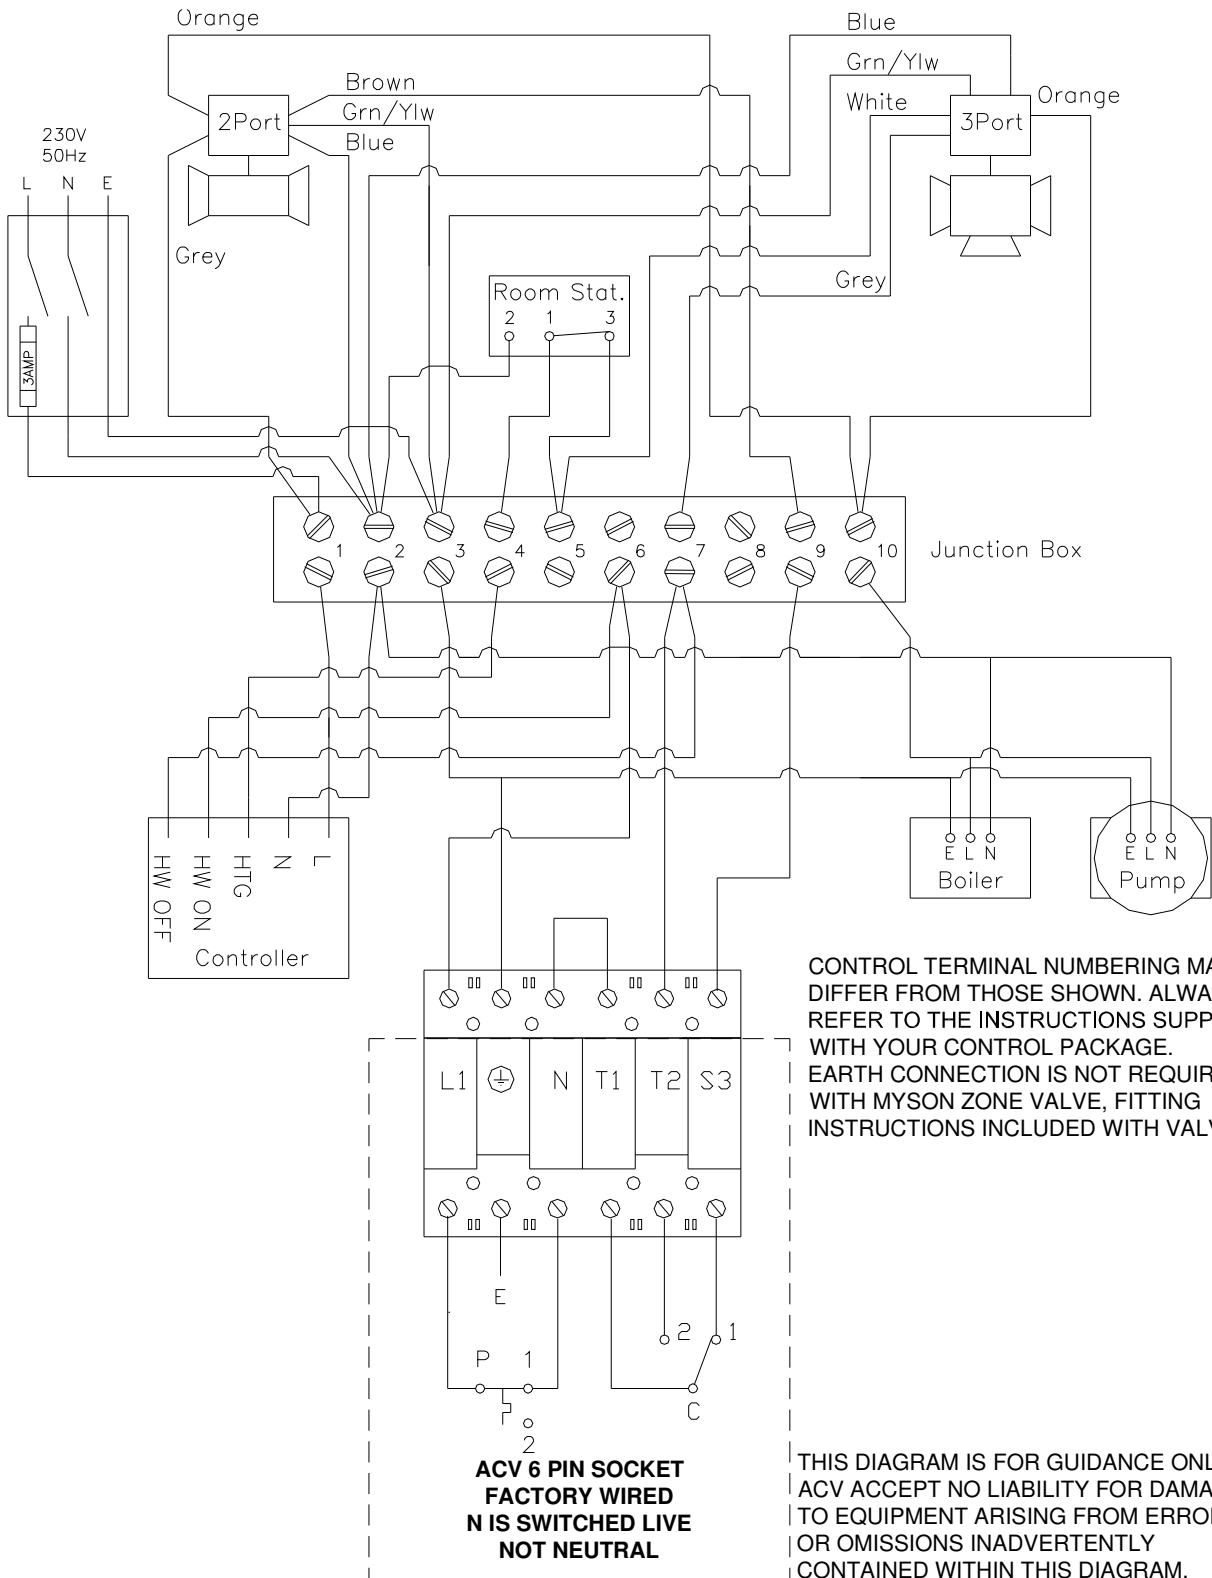 Orange
Blue
Grn/Ylw
Brown
White
Orange
Grn/Ylw
2Port
3Port
Blue
230V
50Hz
L N E
Grey
Grey
Room Stat.
2 1 3
3AMP
1 2 3 4 5 6 7 8 9 10
Junction Box
HW OFF
HW ON
HTG
N
L
Controller
E L N
Boiler
E L N
Pump
CONTROL TERMINAL NUMBERING MA
DIFFER FROM THOSE SHOWN. ALWA
REFER TO THE INSTRUCTIONS SUPP
WITH YOUR CONTROL PACKAGE.
EARTH CONNECTION IS NOT REQUIR
WITH MYSON ZONE VALVE, FITTING
INSTRUCTIONS INCLUDED WITH VALV
L1 N T1 T2 S3
E
2 1
P 1
C
2
ACV 6 PIN SOCKET
FACTORY WIRED
N IS SWITCHED LIVE
NOT NEUTRAL
THIS DIAGRAM IS FOR GUIDANCE ONL
ACV ACCEPT NO LIABILITY FOR DAMA
TO EQUIPMENT ARISING FROM ERRO
OR OMISSIONS INADVERTENTLY
CONTAINED WITHIN THIS DIAGRAM.